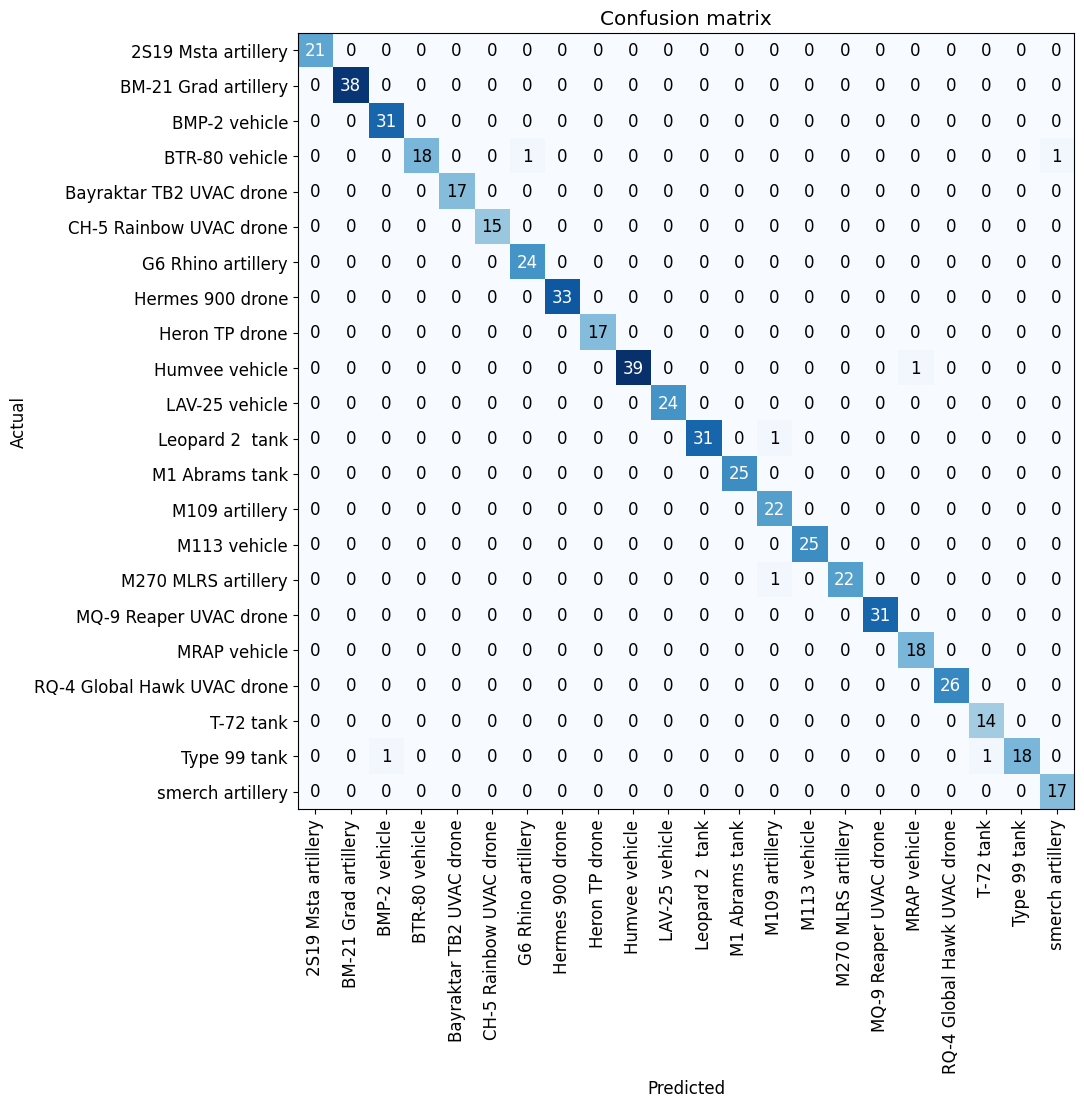 Confusion matrix
2S19 Msta artillery 21 0 0 0 0 0 0 0 0 0 0 0 0 0 0 0 0 0 0 0 0 0
BM-21 Grad artillery 0 38 0 0 0 0 0 0 0 0 0 0 0 0 0 0 0 0 0 0 0 0
BMP-2 vehicle 0 0 31 0 0 0 0 0 0 0 0 0 0 0 0 0 0 0 0 0 0 0
BTR-80 vehicle 0 0 0 18 0 0 1 0 0 0 0 0 0 0 0 0 0 0 0 0 0 1
Bayraktar TB2 UVAC drone 0 0 0 0 17 0 0 0 0 0 0 0 0 0 0 0 0 0 0 0 0 0
CH-5 Rainbow UVAC drone 0 0 0 0 0 15 0 0 0 0 0 0 0 0 0 0 0 0 0 0 0 0
G6 Rhino artillery 0 0 0 0 0 0 24 0 0 0 0 0 0 0 0 0 0 0 0 0 0 0
Hermes 900 drone 0 0 0 0 0 0 0 33 0 0 0 0 0 0 0 0 0 0 0 0 0 0
Heron TP drone 0 0 0 0 0 0 0 0 17 0 0 0 0 0 0 0 0 0 0 0 0 0
Humvee vehicle 0 0 0 0 0 0 0 0 0 39 0 0 0 0 0 0 0 1 0 0 0 0
LAV-25 vehicle 0 0 0 0 0 0 0 0 0 0 24 0 0 0 0 0 0 0 0 0 0 0
Leopard 2  tank 0 0 0 0 0 0 0 0 0 0 0 31 0 1 0 0 0 0 0 0 0 0
M1 Abrams tank 0 0 0 0 0 0 0 0 0 0 0 0 25 0 0 0 0 0 0 0 0 0
M109 artillery 0 0 0 0 0 0 0 0 0 0 0 0 0 22 0 0 0 0 0 0 0 0
M113 vehicle 0 0 0 0 0 0 0 0 0 0 0 0 0 0 25 0 0 0 0 0 0 0
M270 MLRS artillery 0 0 0 0 0 0 0 0 0 0 0 0 0 1 0 22 0 0 0 0 0 0
MQ-9 Reaper UVAC drone 0 0 0 0 0 0 0 0 0 0 0 0 0 0 0 0 31 0 0 0 0 0
MRAP vehicle 0 0 0 0 0 0 0 0 0 0 0 0 0 0 0 0 0 18 0 0 0 0
RQ-4 Global Hawk UVAC drone 0 0 0 0 0 0 0 0 0 0 0 0 0 0 0 0 0 0 26 0 0 0
T-72 tank 0 0 0 0 0 0 0 0 0 0 0 0 0 0 0 0 0 0 0 14 0 0
Type 99 tank 0 0 1 0 0 0 0 0 0 0 0 0 0 0 0 0 0 0 0 1 18 0
smerch artillery 0 0 0 0 0 0 0 0 0 0 0 0 0 0 0 0 0 0 0 0 0 17
Actual
2S19 Msta artillery
BM-21 Grad artillery
BMP-2 vehicle
BTR-80 vehicle
Bayraktar TB2 UVAC drone
CH-5 Rainbow UVAC drone
G6 Rhino artillery
Hermes 900 drone
Heron TP drone
Humvee vehicle
LAV-25 vehicle
Leopard 2  tank
M1 Abrams tank
M109 artillery
M113 vehicle
M270 MLRS artillery
MQ-9 Reaper UVAC drone
MRAP vehicle
RQ-4 Global Hawk UVAC drone
T-72 tank
Type 99 tank
smerch artillery
Predicted